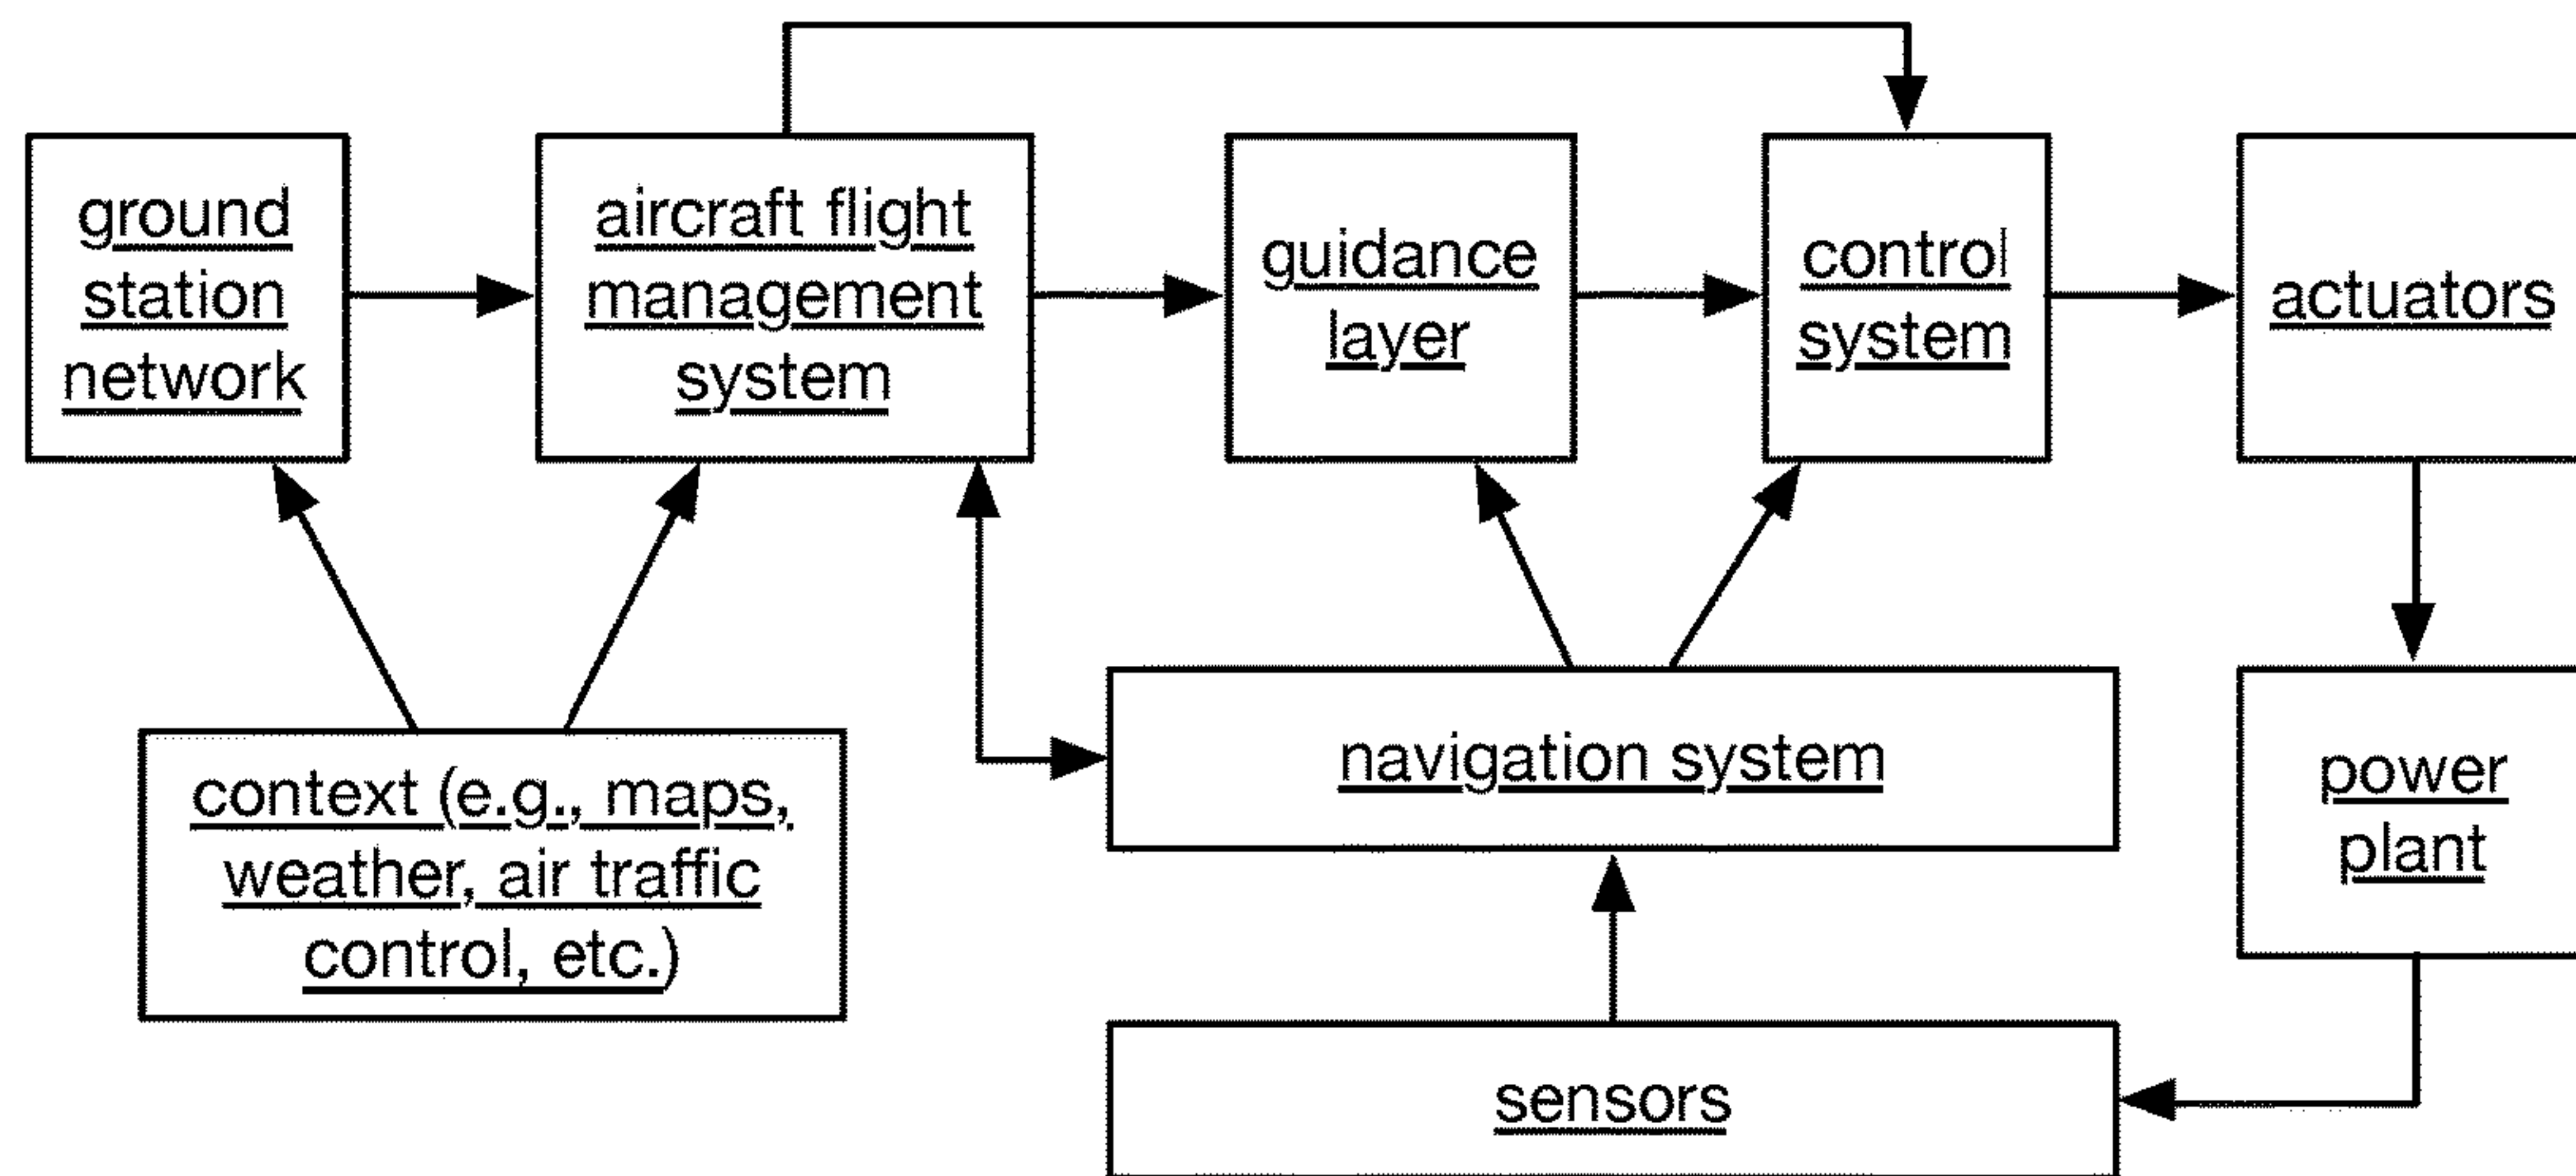 ground
station
network
aircraft flight
management
system
guidance
layer
control
system
actuators
context (e.g., maps,
weather, air traffic
control, etc.)
navigation system
power
plant
sensors